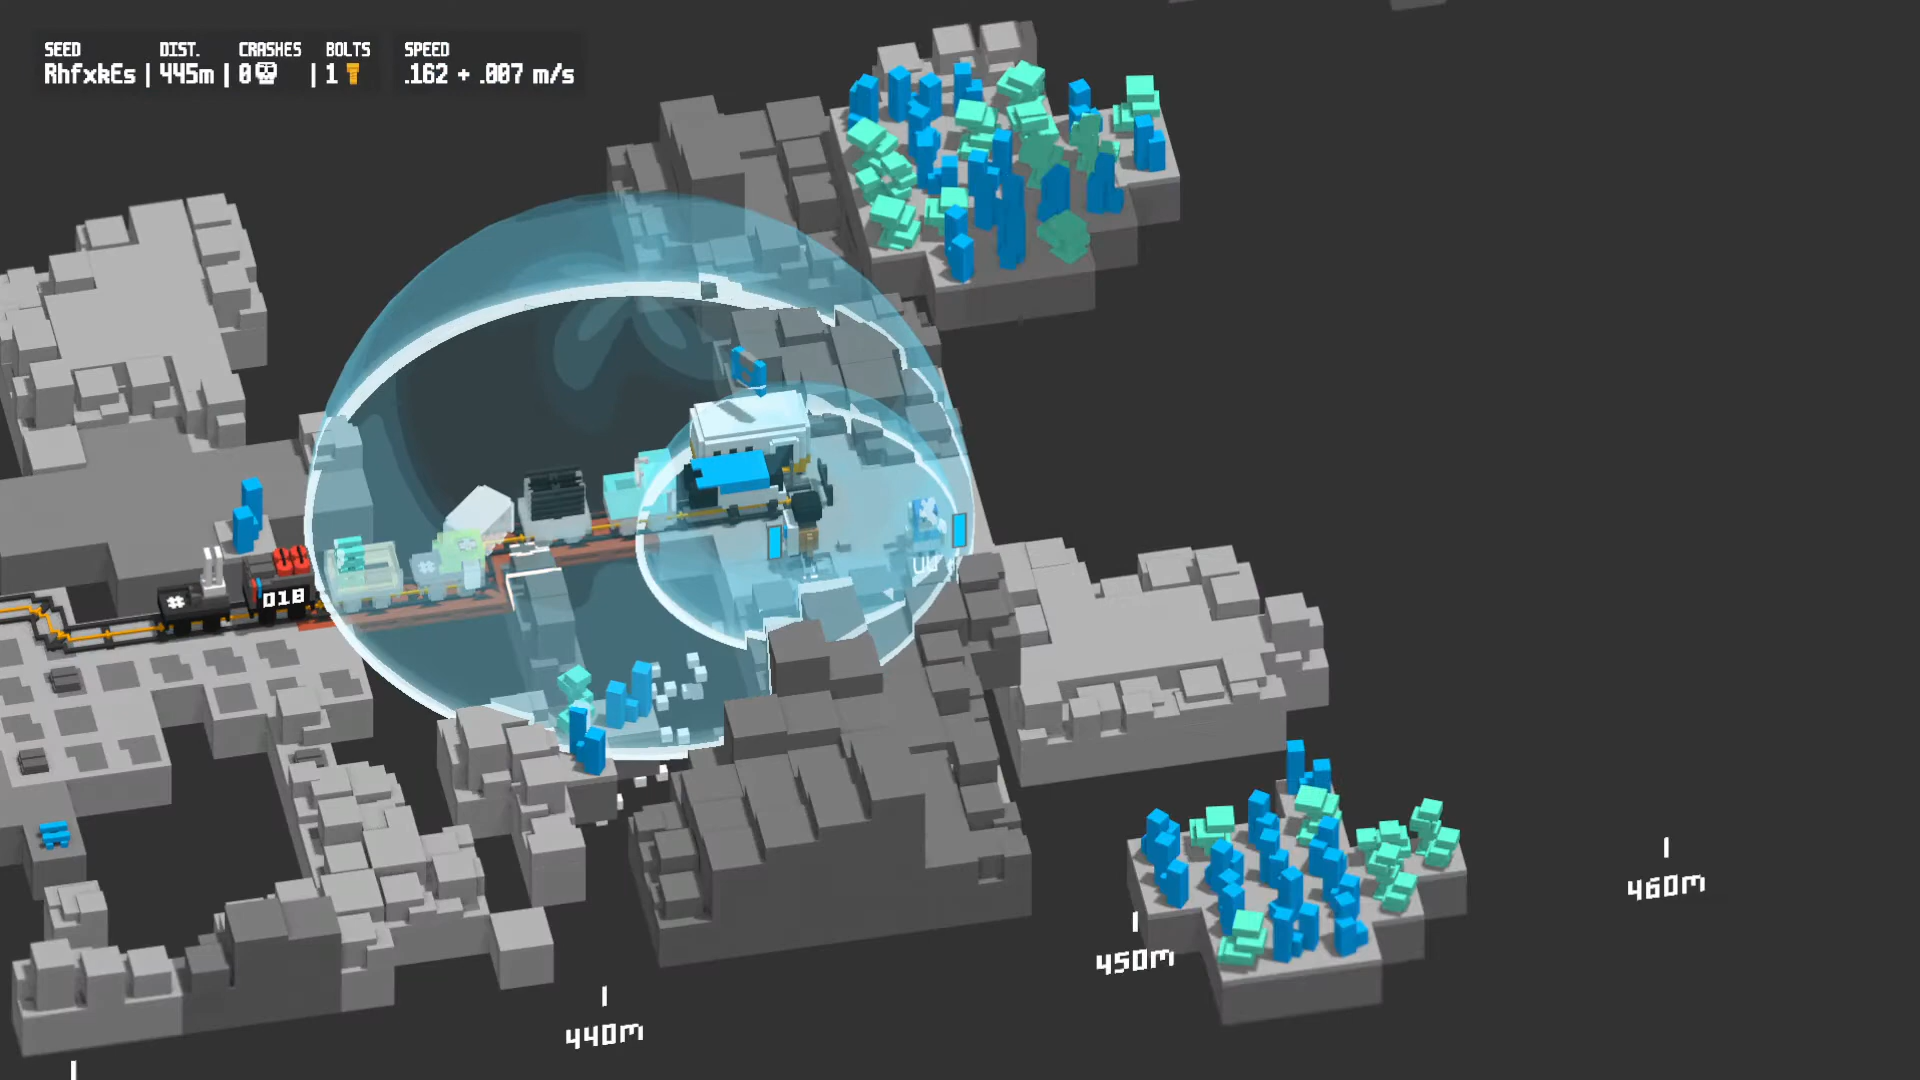 SEED DIST. CRASHES BOLTS SPEED
RhfxkEs | 445m | 0 | 1 .162 + .007 m/s
018
440m
450m
460m